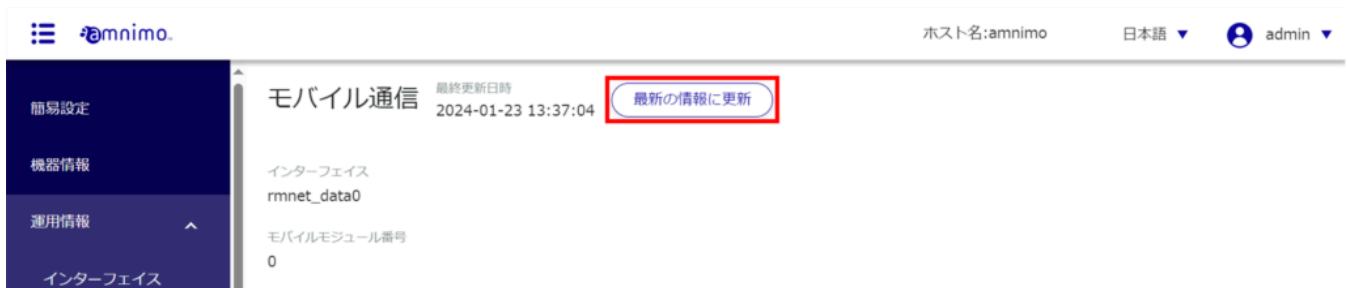 amnimo
ホスト名:amnimo
日本語 ▼
admin ▼
簡易設定
機器情報
運用情報
インターフェイス
モバイル通信
最終更新日時
2024-01-23 13:37:04
最新の情報に更新
インターフェイス
rmnet_data0
モバイルモジュール番号
0